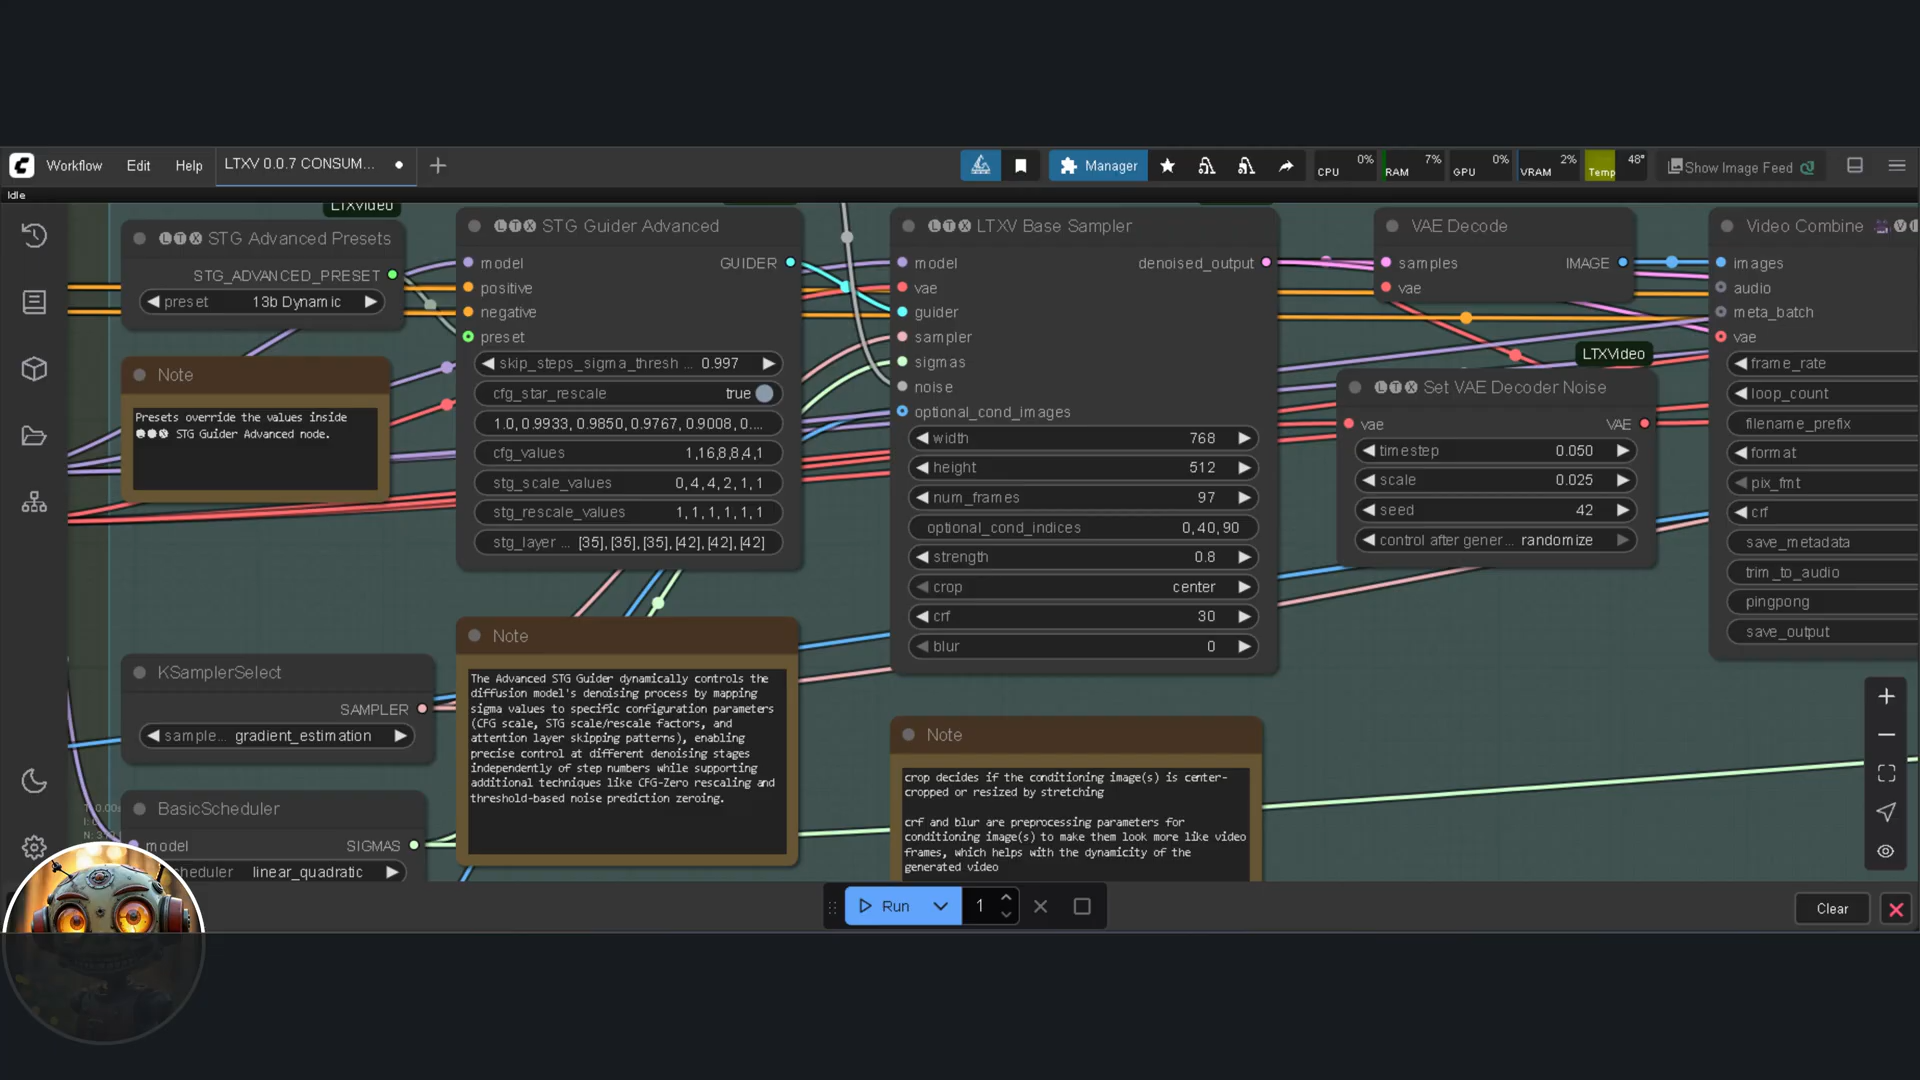 Workflow
Edit
Help
LTXV 0.0.7 CONSUM...
Manager
CPU 0%
RAM 7%
GPU 0%
VRAM 2%
Temp 48°
Show Image Feed
Idle
LTXVideo
LTX STG Advanced Presets
STG_ADVANCED_PRESET
preset 13b Dynamic
Note
Presets override the values inside
STG Guider Advanced node.
KSamplerSelect
SAMPLER
sample... gradient_estimation
BasicScheduler
model SIGMAS
cheduler linear_quadratic
LTX STG Guider Advanced
model GUIDER
positive
negative
preset
skip_steps_sigma_thresh ... 0.997
cfg_star_rescale true
1.0, 0.9933, 0.9850, 0.9767, 0.9008, 0....
cfg_values 1,16,8,8,4,1
stg_scale_values 0,4,4,2,1,1
stg_rescale_values 1,1,1,1,1,1
stg_layer ... [35],[35],[35],[42],[42],[42]
Note
The Advanced STG Guider dynamically controls the
diffusion model's denoising process by mapping
sigma values to specific configuration parameters
(CFG scale, STG scale/rescale factors, and
attention layer skipping patterns), enabling
precise control at different denoising stages
independently of step numbers while supporting
additional techniques like CFG-Zero rescaling and
threshold-based noise prediction zeroing.
LTX LTXV Base Sampler
model denoised_output
vae
guider
sampler
sigmas
noise
optional_cond_images
width 768
height 512
num_frames 97
optional_cond_indices 0,40,90
strength 0.8
crop center
crf 30
blur 0
Note
crop decides if the conditioning image(s) is center-
cropped or resized by stretching
crf and blur are preprocessing parameters for
conditioning image(s) to make them look more like video
frames, which helps with the dynamicity of the
generated video
VAE Decode
samples IMAGE
vae
LTXVideo
LTX Set VAE Decoder Noise
vae VAE
timestep 0.050
scale 0.025
seed 42
control after gener... randomize
Video Combine
images
audio
meta_batch
vae
frame_rate
loop_count
filename_prefix
format
pix_fmt
crf
save_metadata
trim_to_audio
pingpong
save_output
Run
1
Clear